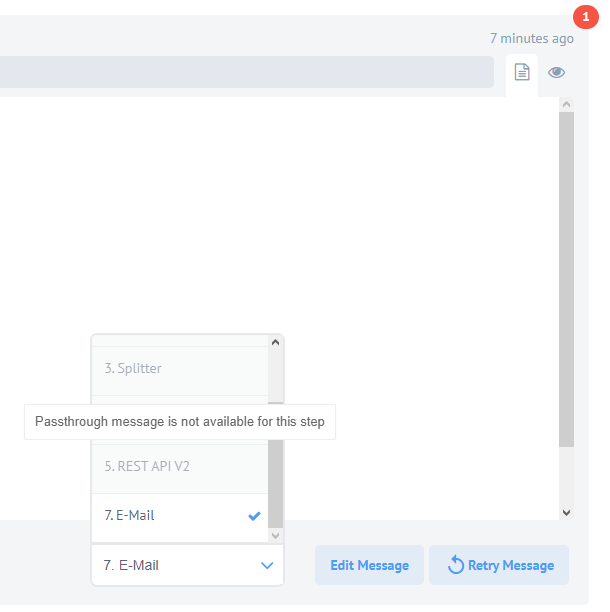 1
7 minutes ago
3. Splitter
Passthrough message is not available for this step
5. REST API V2
7. E-Mail
7. E-Mail
Edit Message
Retry Message